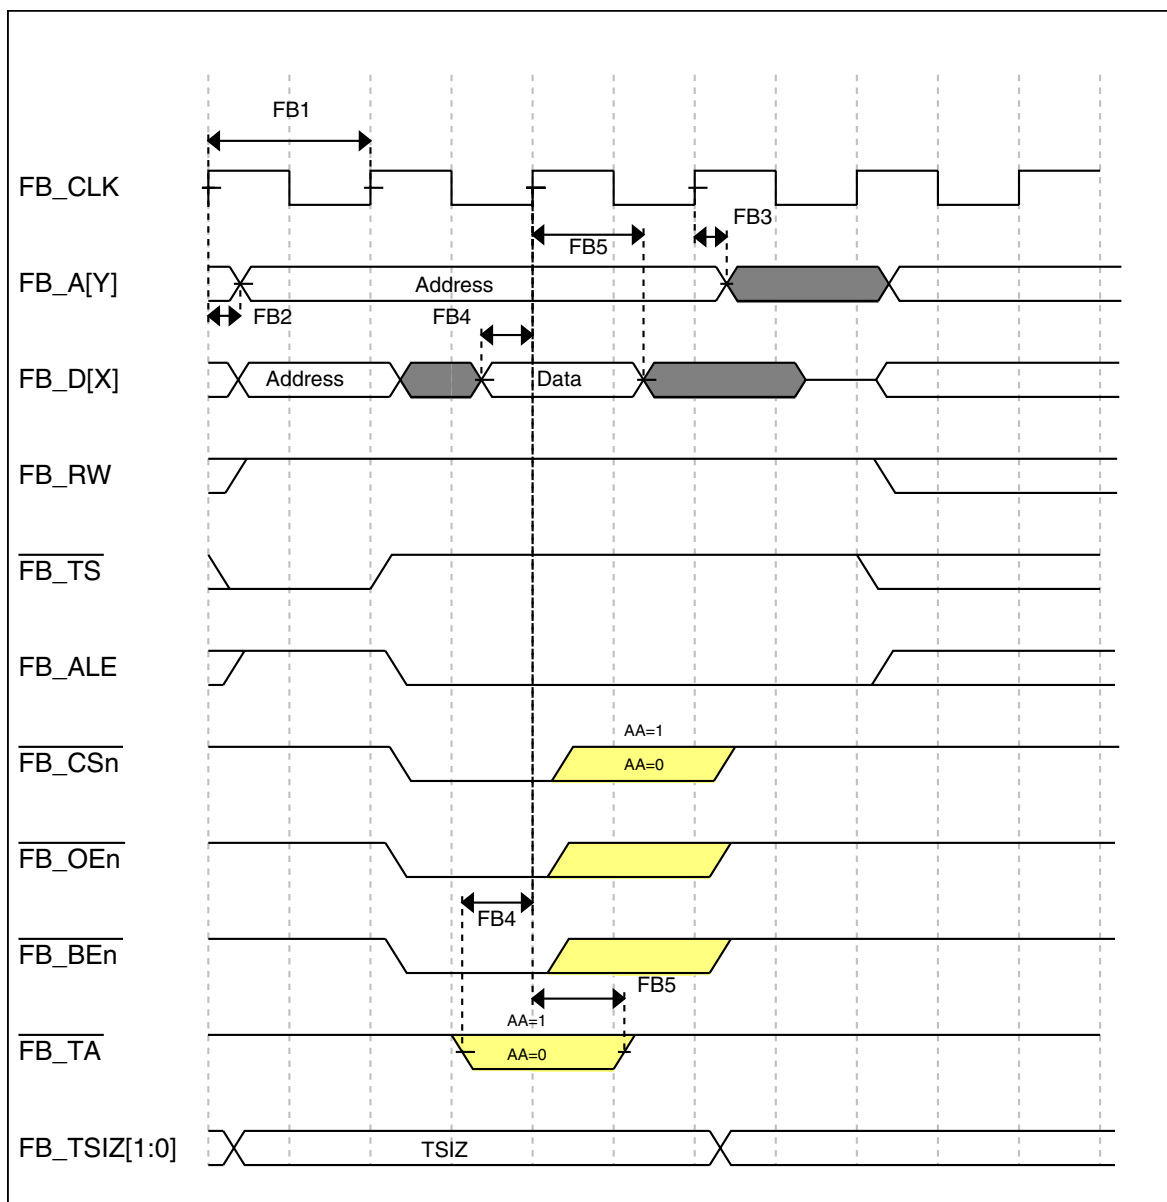 FB1
FB_CLK
FB3
FB5
FB_A[Y]
Address
FB2
FB4
FB_D[X]
Address
Data
FB_RW
FB_TS
FB_ALE
AA=1
FB_CSn
AA=0
FB_OEn
FB4
FB_BEn
FB5
AA=1
FB_TA
AA=0
FB_TSIZ[1:0]
TSIZ